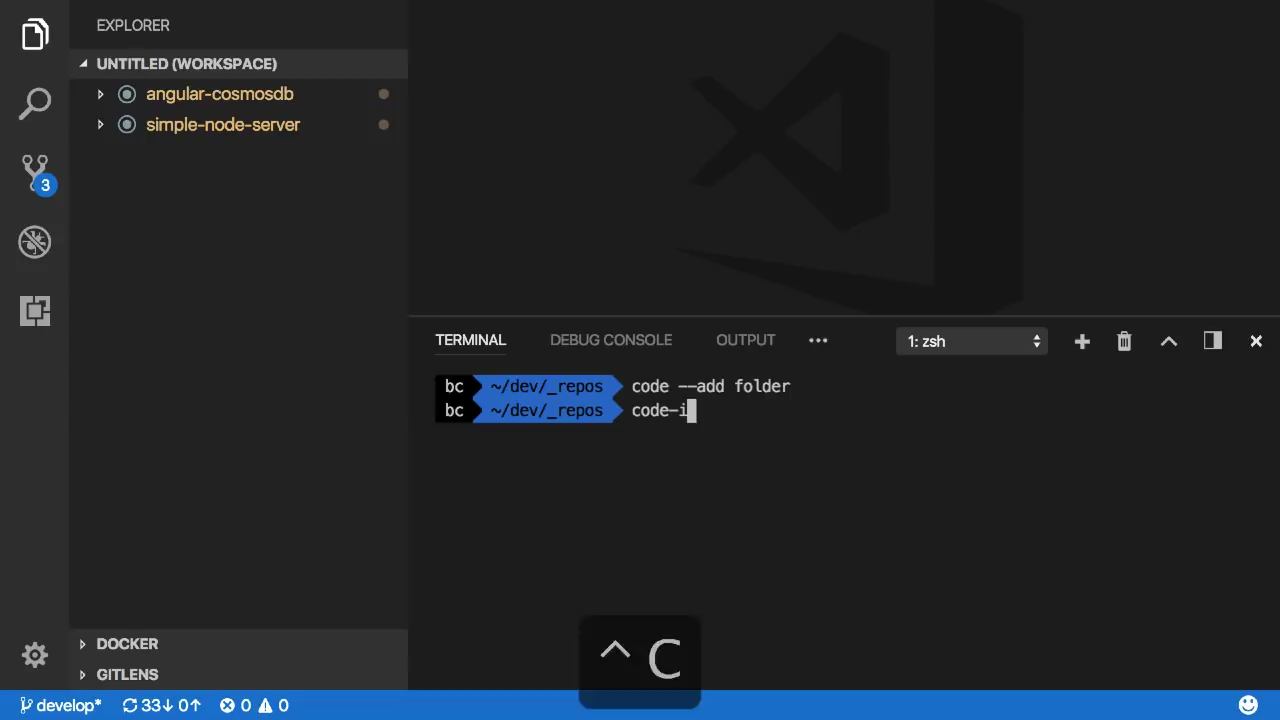 EXPLORER
UNTITLED (WORKSPACE)
angular-cosmosdb
simple-node-server
3
TERMINAL DEBUG CONSOLE OUTPUT ••• 1: zsh
bc ~/dev/_repos code --add folder
bc ~/dev/_repos code-i
DOCKER
GITLENS
^ C
develop* 33↓ 0↑ 0 0